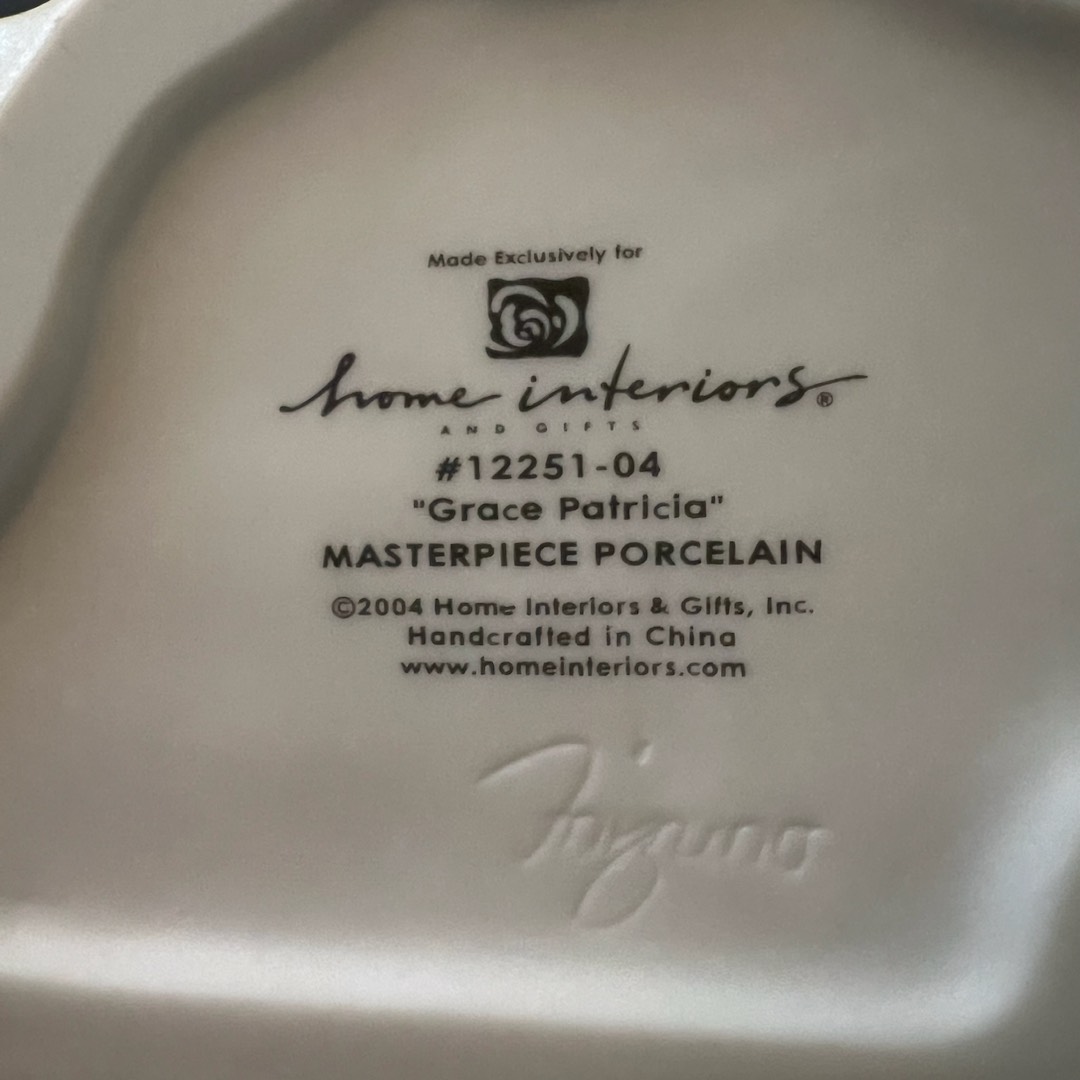 Made Exclusively for
home interiors®
AND GIFTS
#12251-04
"Grace Patricia"
MASTERPIECE PORCELAIN
©2004 Home Interiors & Gifts, Inc.
Handcrafted in China
www.homeinteriors.com